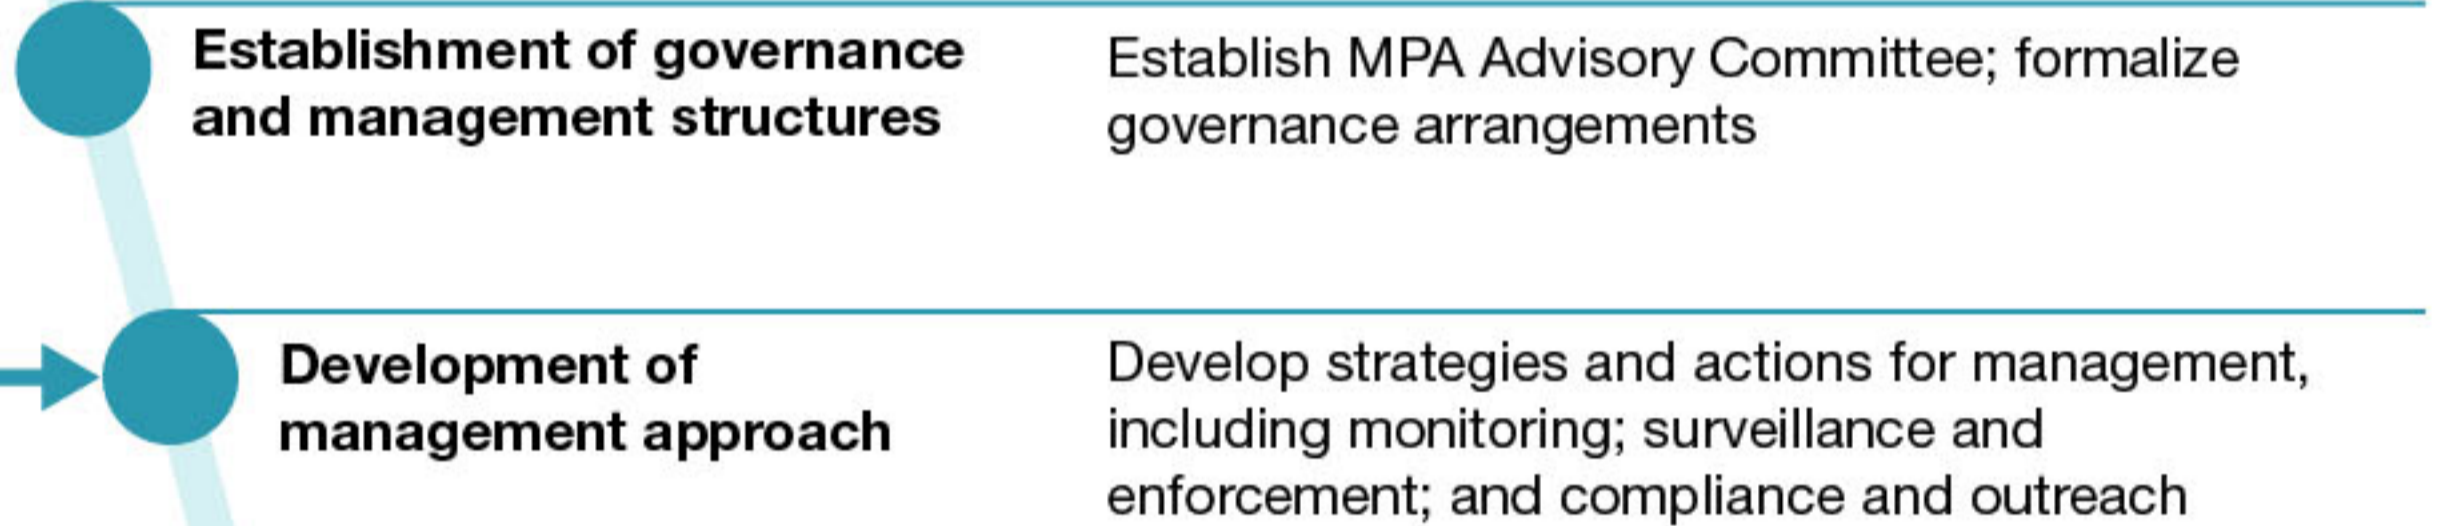 Establishment of governance
and management structures
Establish MPA Advisory Committee; formalize
governance arrangements
Development of
management approach
Develop strategies and actions for management,
including monitoring; surveillance and
enforcement; and compliance and outreach